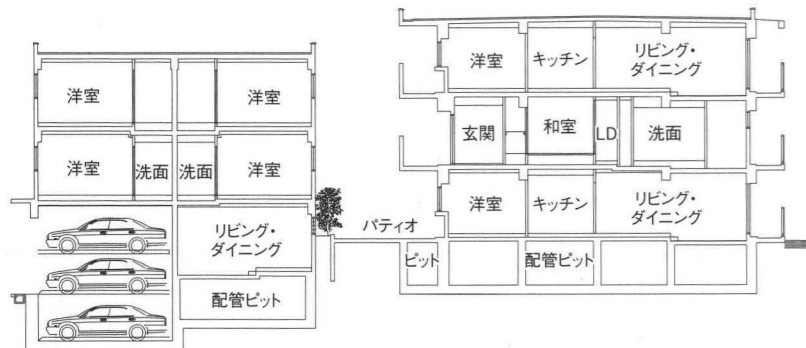 洋室
洋室
洋室
洗面
洗面
洋室
リビング・
ダイニング
配管ピット
パティオ
洋室
キッチン
リビング・
ダイニング
玄関
和室
LD
洗面
洋室
キッチン
リビング・
ダイニング
ピット
配管ピット